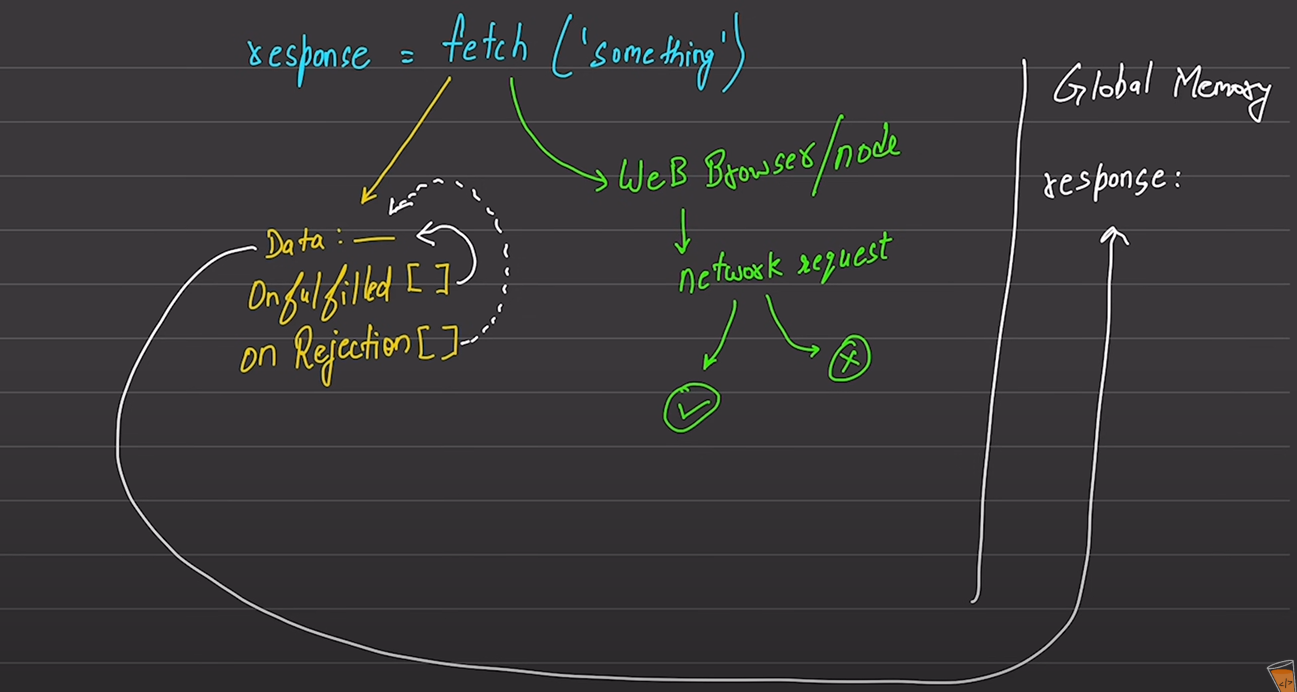 response = fetch ('something')
Global Memory
WeB Browser/node
response:
Data : —
Onfulfilled [ ]
on Rejection [ ]
network request
</>